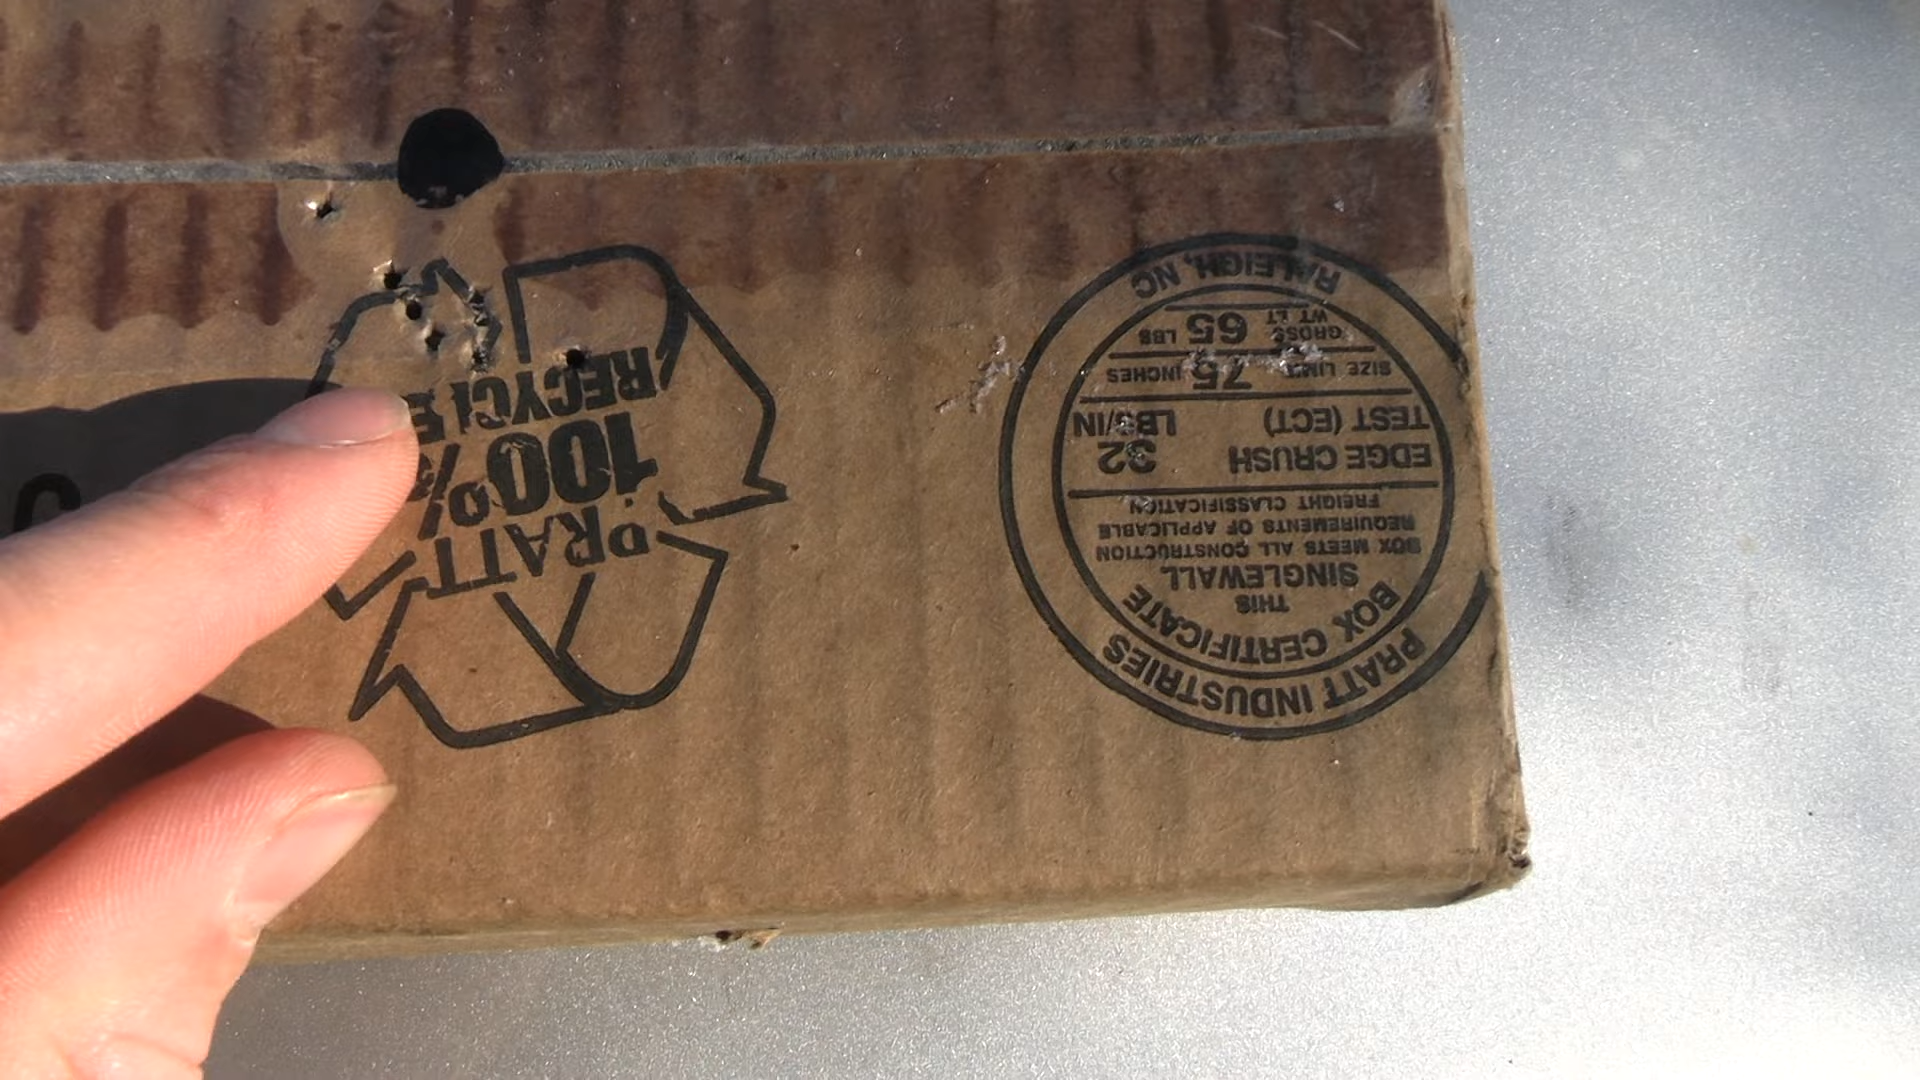 PRATT
100%
RECYCLE
PRATT INDUSTRIES
BOX CERTIFICATE
THIS
SINGLEWALL
BOX MEETS ALL CONSTRUCTION
REQUIREMENTS OF APPLICABLE
FREIGHT CLASSIFICATION
EDGE CRUSH
TEST (ECT)
32
LBS/IN
SIZE LIMIT 75 INCHES
GROSS
WT LT
65 LBS
RALEIGH, NC